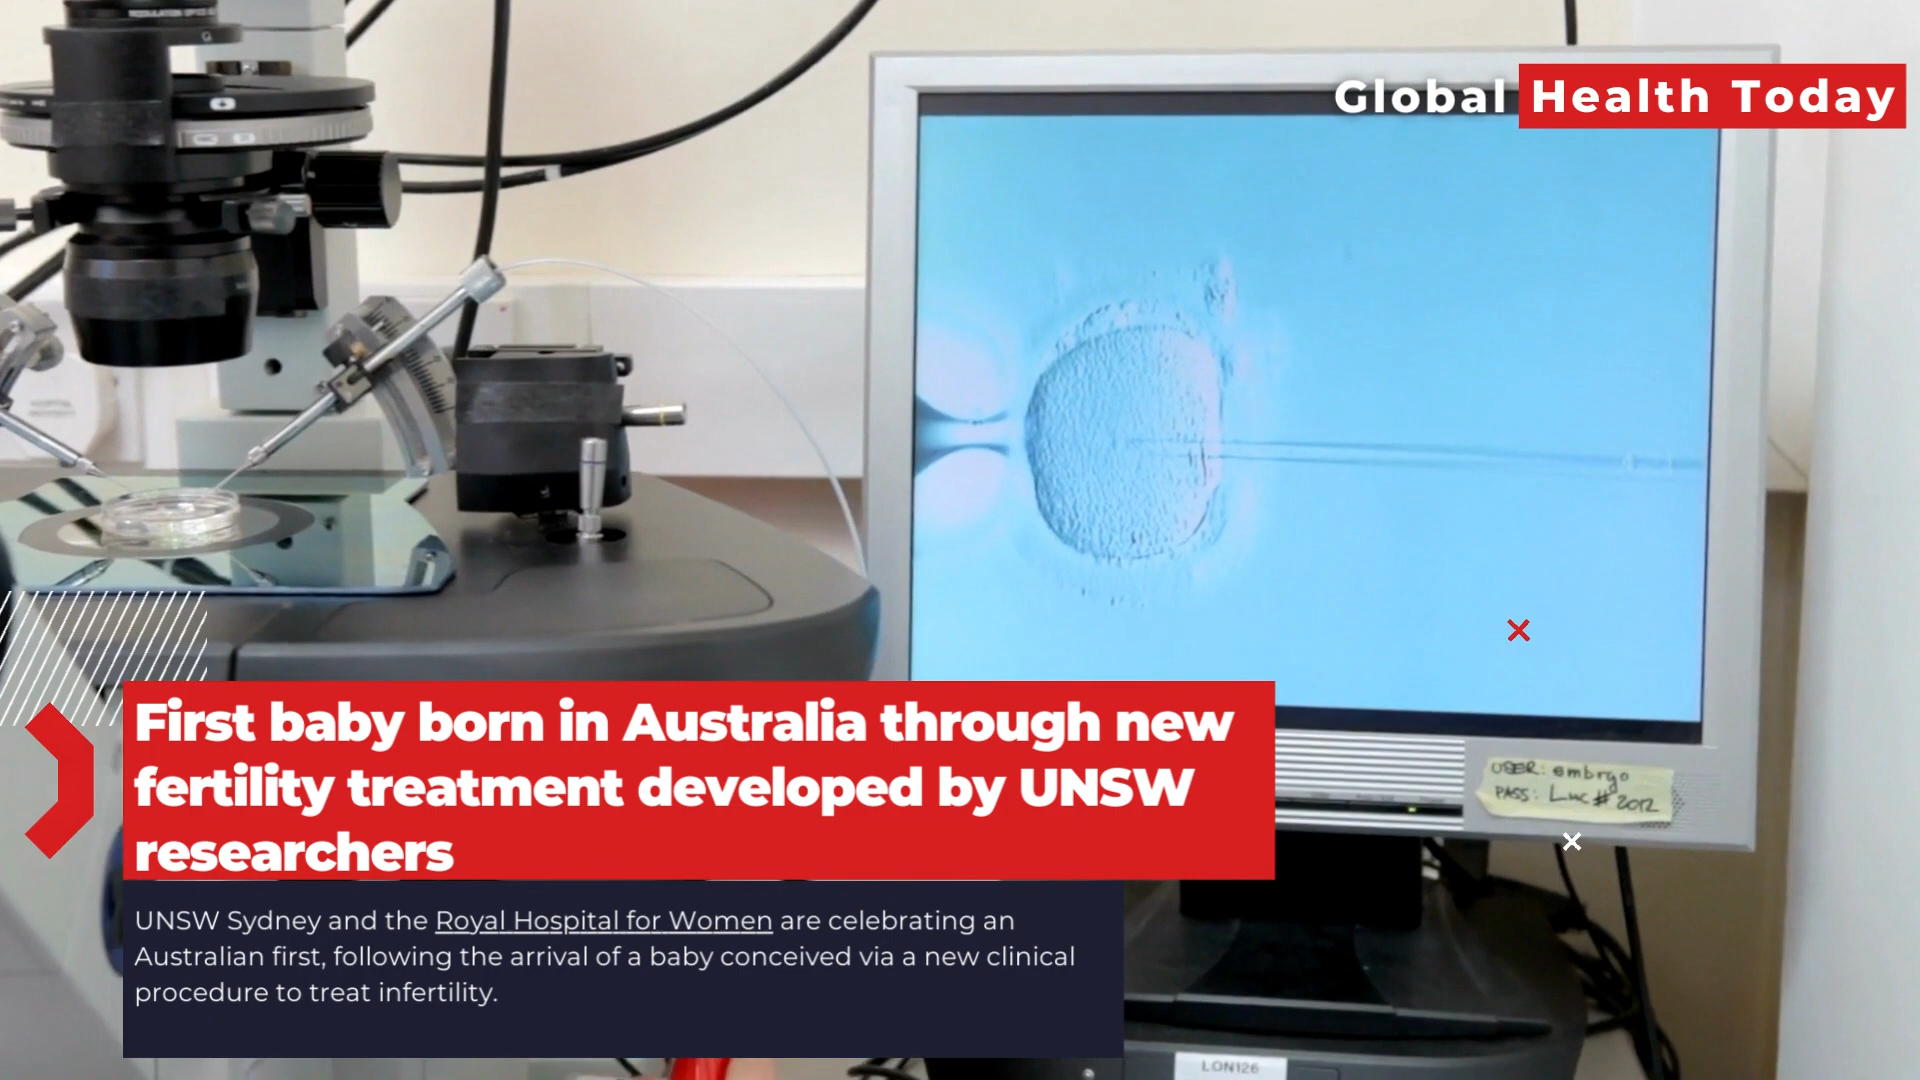 Global Health Today
USER: embryo
PASS: Luc#2012
First baby born in Australia through new
fertility treatment developed by UNSW
researchers
UNSW Sydney and the Royal Hospital for Women are celebrating an
Australian first, following the arrival of a baby conceived via a new clinical
procedure to treat infertility.
LON126